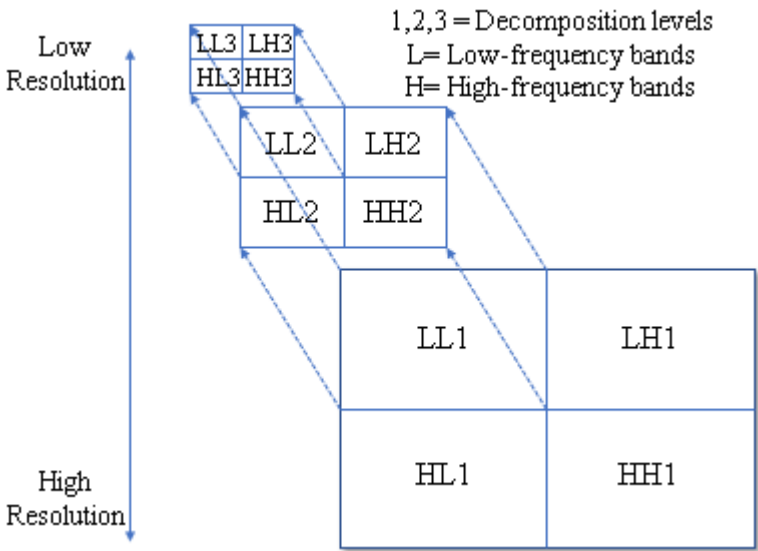 1,2,3 = Decomposition levels
L= Low-frequency bands
H= High-frequency bands
Low
Resolution
LL3 LH3
HL3 HH3
LL2 LH2
HL2 HH2
LL1 LH1
HL1 HH1
High
Resolution